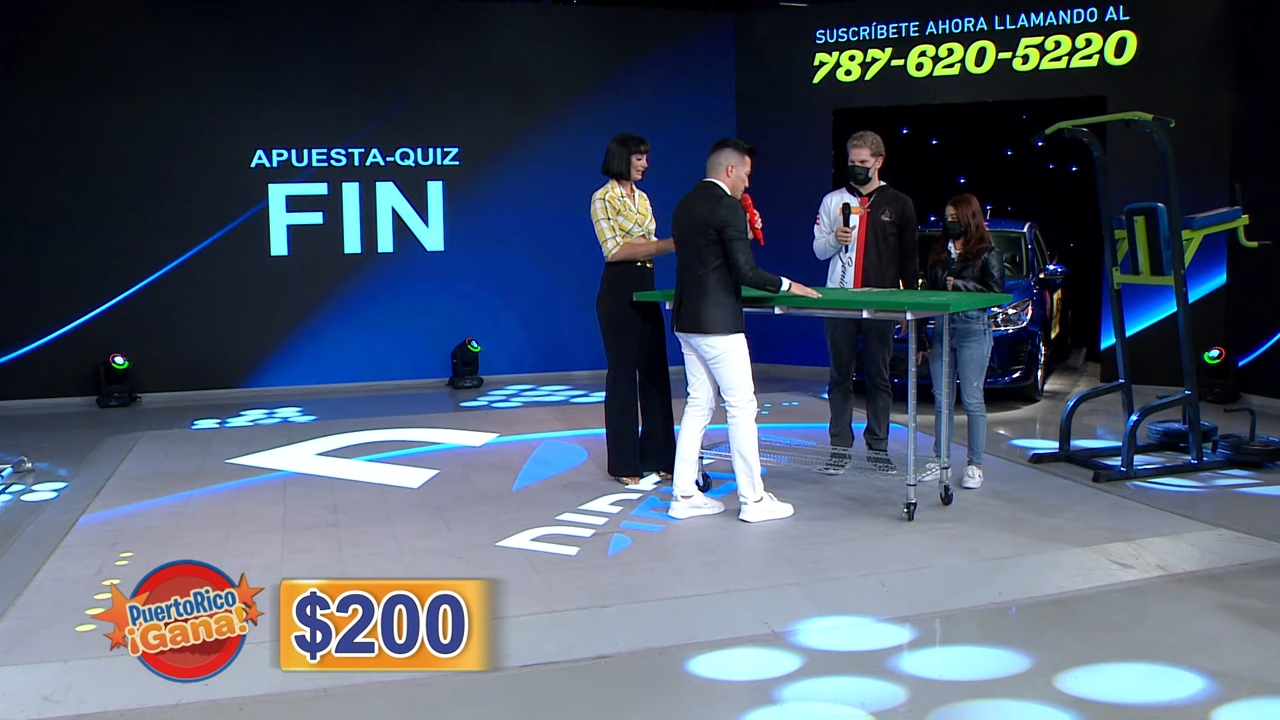 SUSCRÍBETE AHORA LLAMANDO AL
787-620-5220
APUESTA-QUIZ
FIN
PuertoRico
¡Gana!
$200